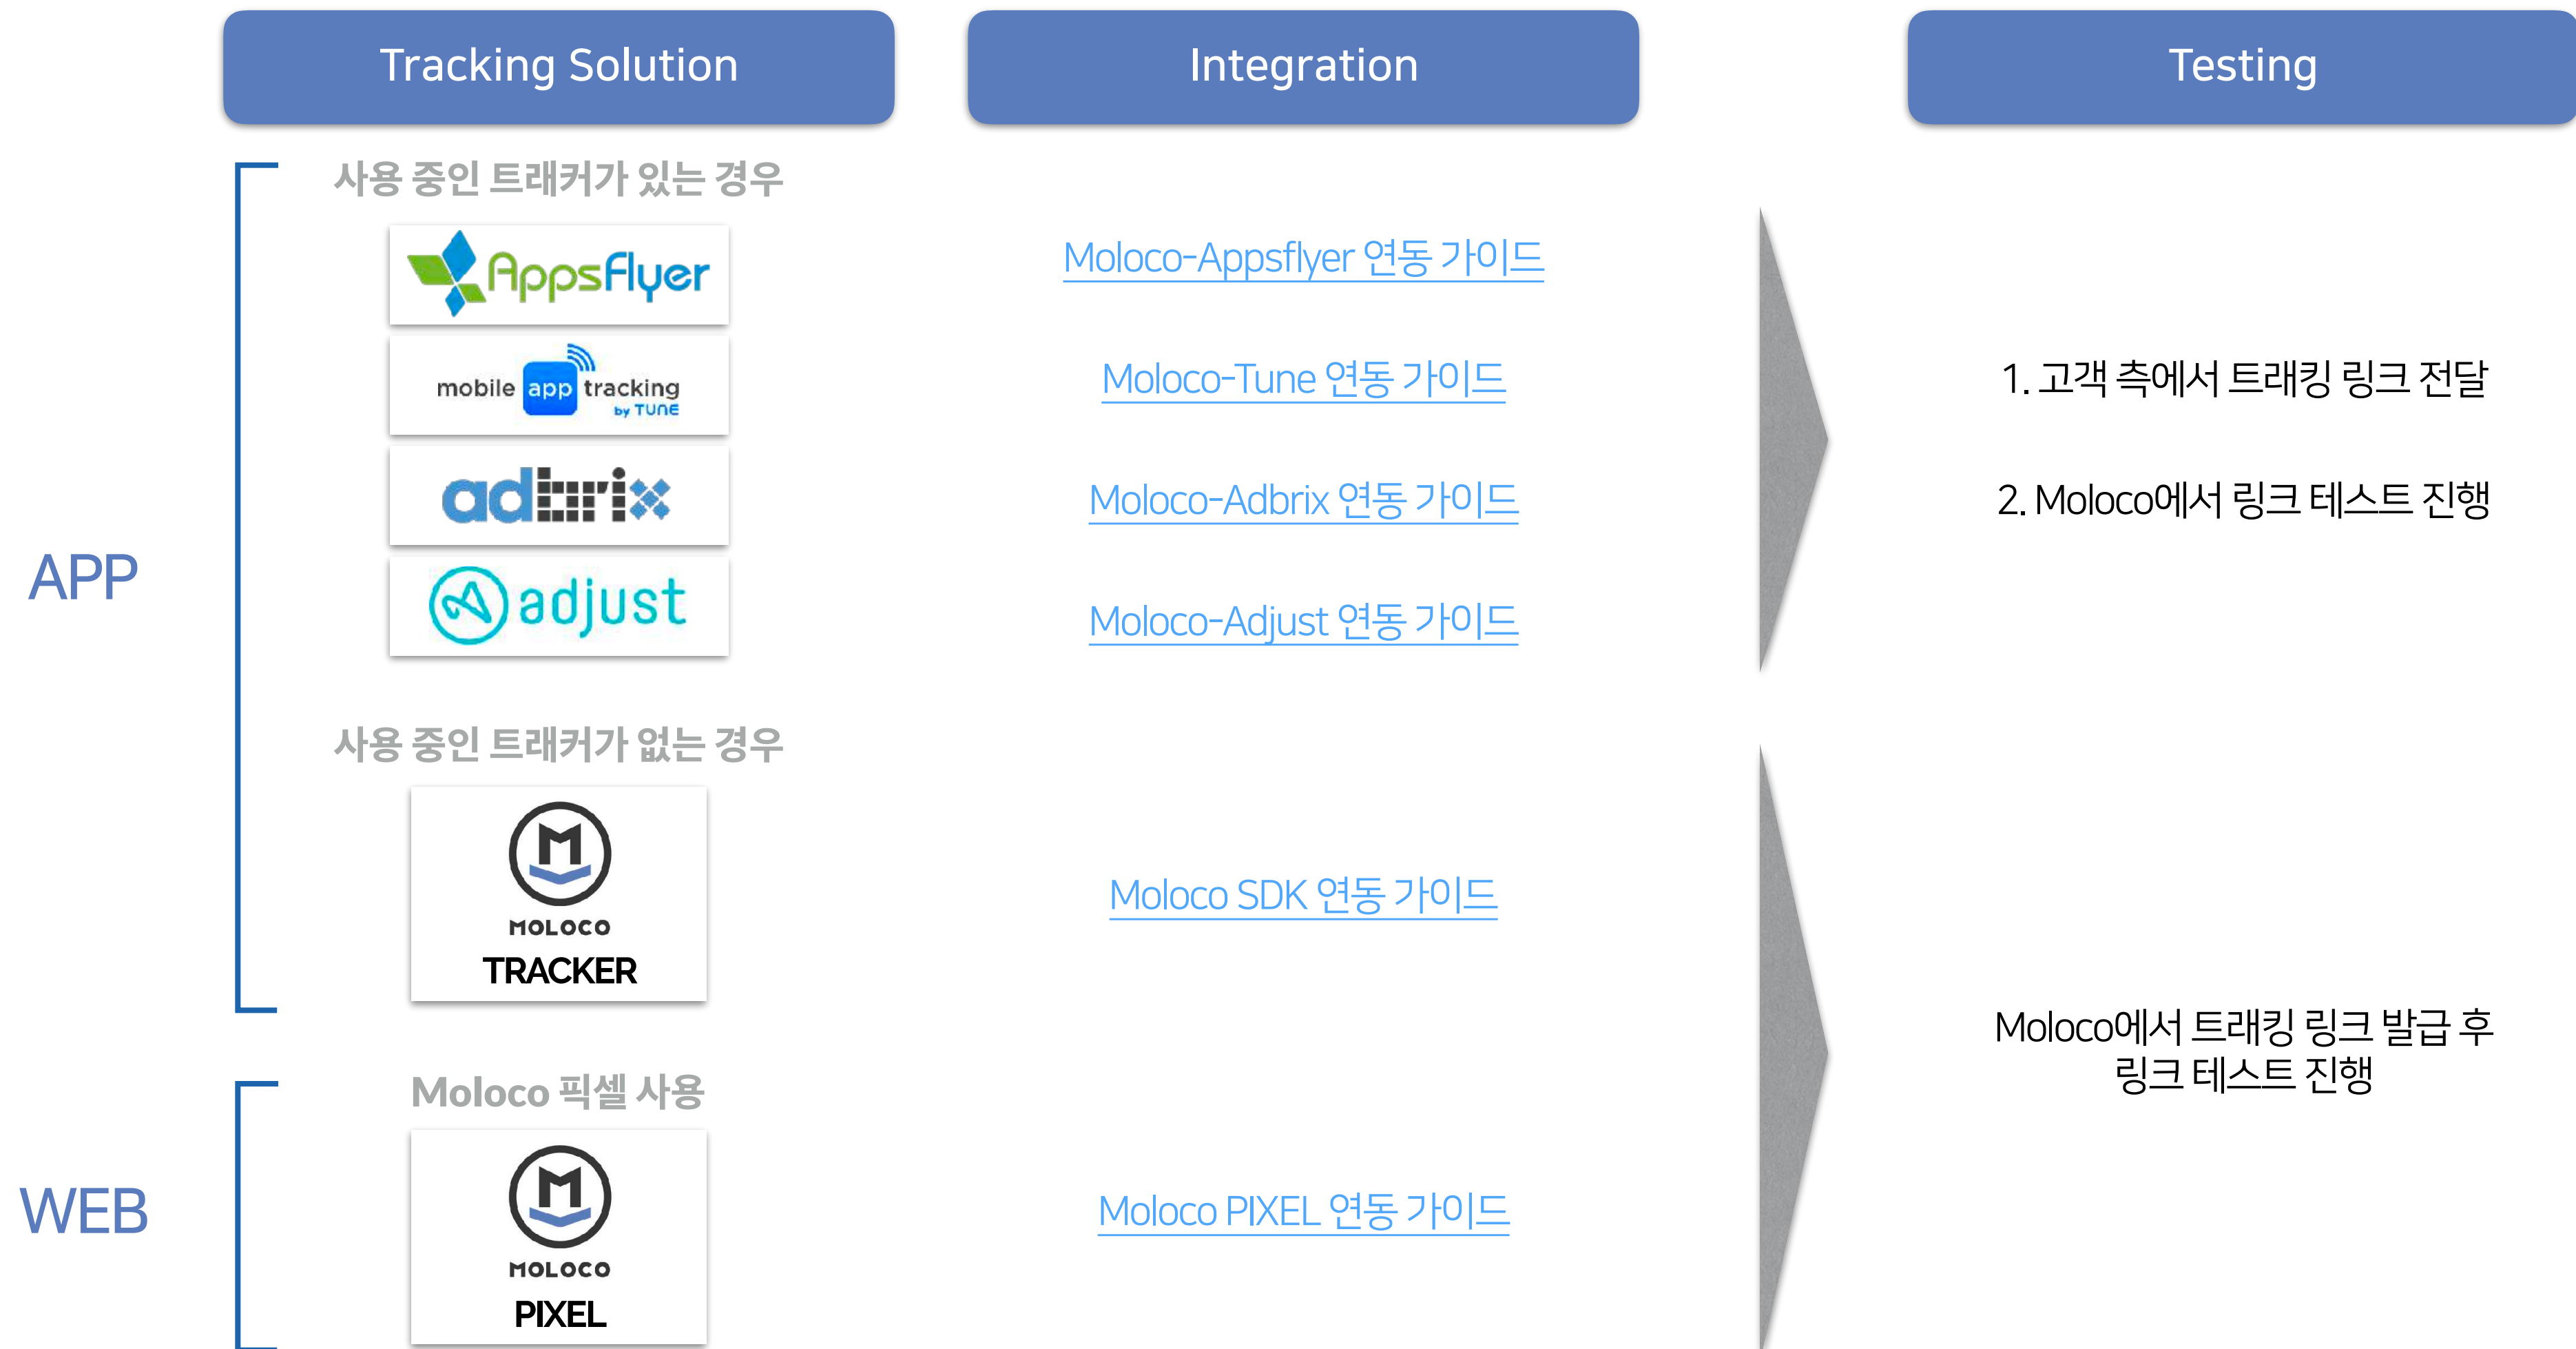 Tracking Solution
Integration
Testing
APP
사용 중인 트래커가 있는 경우
AppsFlyer
Moloco-Appsflyer 연동 가이드
mobile app tracking
by TUNE
Moloco-Tune 연동 가이드
adbrix
Moloco-Adbrix 연동 가이드
adjust
Moloco-Adjust 연동 가이드
1. 고객 측에서 트래킹 링크 전달
2. Moloco에서 링크 테스트 진행
사용 중인 트래커가 없는 경우
MOLOCO
TRACKER
Moloco SDK 연동 가이드
WEB
Moloco 픽셀 사용
MOLOCO
PIXEL
Moloco PIXEL 연동 가이드
Moloco에서 트래킹 링크 발급 후
링크 테스트 진행